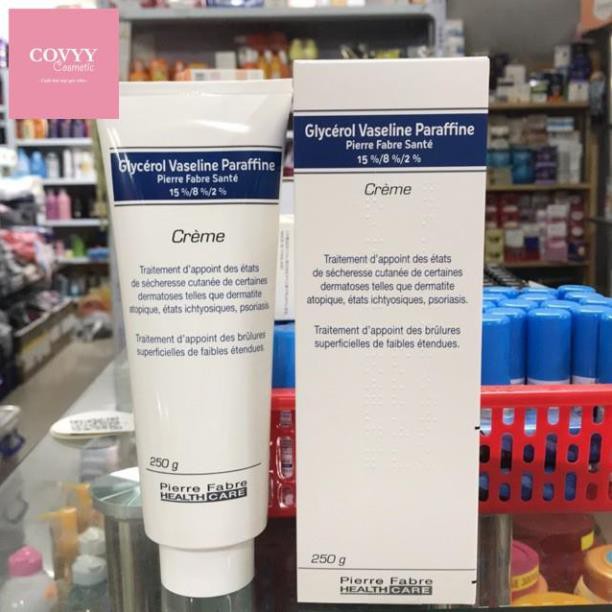 COVYY
Cosmetic
Glycérol Vaseline Paraffine
Pierre Fabre Santé
15 %/8 %/2 %
Crème
Traitement d'appoint des états
de sécheresse cutanée de certaines
dermatoses telles que dermatite
atopique, états ichtyosiques, psoriasis.
Traitement d'appoint des brûlures
superficielles de faibles étendues.
250 g
Pierre Fabre
HEALTH CARE
Glycérol Vaseline Paraffine
Pierre Fabre Santé
15 %/8 %/2 %
Crème
Traitement d'appoint des états
de sécheresse cutanée de certaines
dermatoses telles que dermatite
atopique, états ichtyosiques, psoriasis.
Traitement d'appoint des brûlures
superficielles de faibles étendues.
250 g
Pierre Fabre
HEALTH CARE